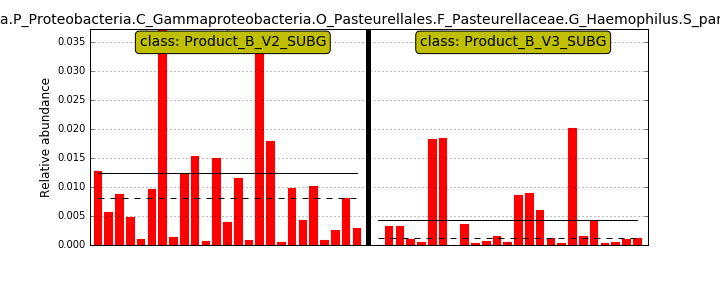 a.P_Proteobacteria.C_Gammaproteobacteria.O_Pasteurellales.F_Pasteurellaceae.G_Haemophilus.S_par
class: Product_B_V2_SUBG
class: Product_B_V3_SUBG
Relative abundance
0.035
0.030
0.025
0.020
0.015
0.010
0.005
0.000